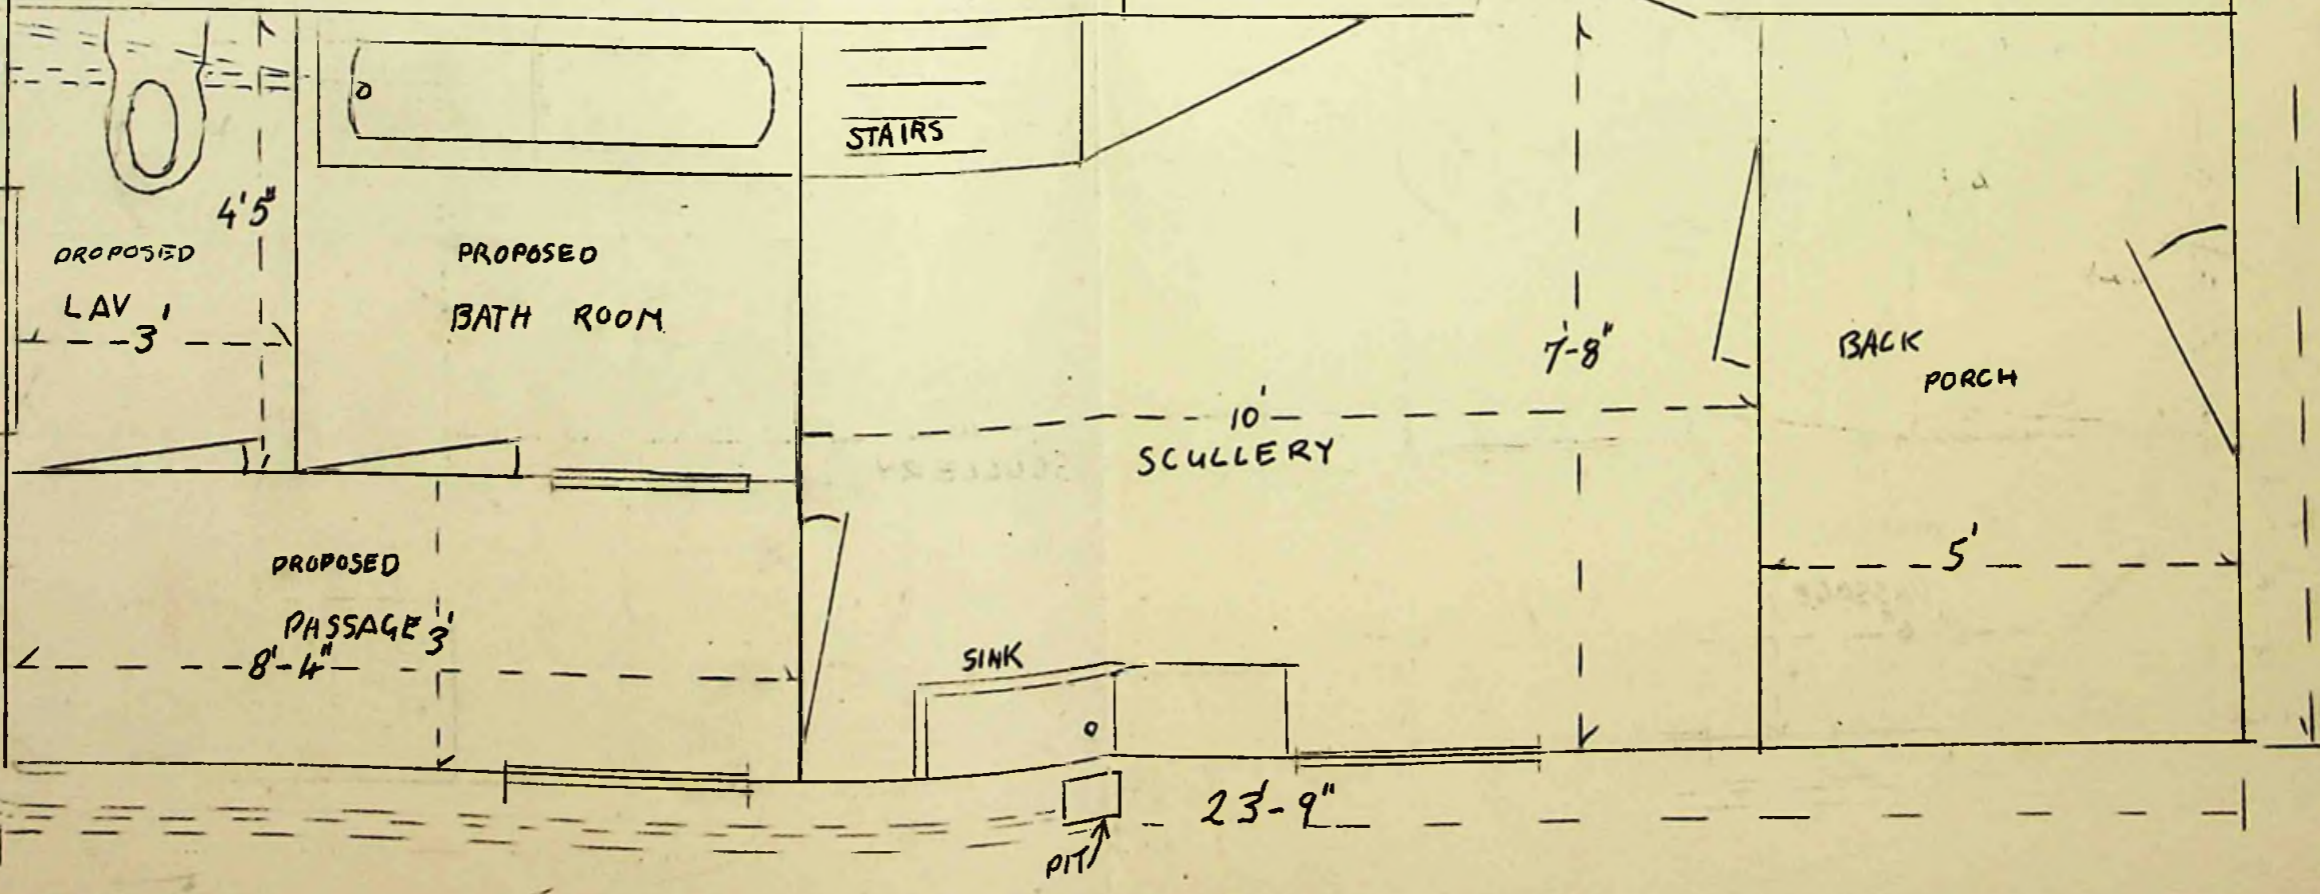 STAIRS
4'5"
PROPOSED
LAV
3'
PROPOSED
BATH ROOM
7'-8"
BACK
PORCH
10'
SCULLERY
5'
PROPOSED
PASSAGE 3'
8'-4"
SINK
23'-9"
PIT